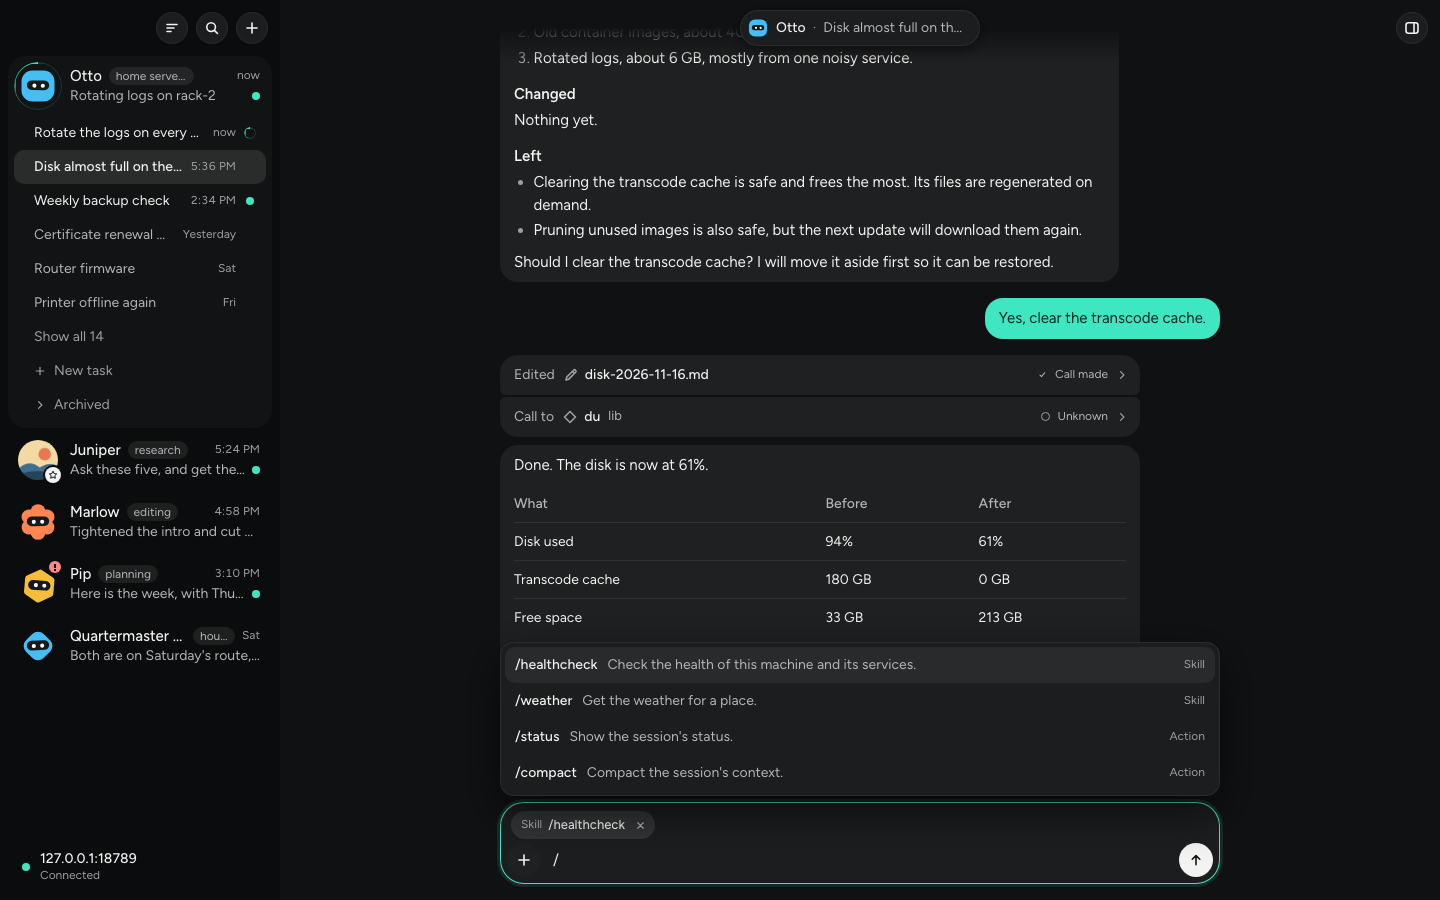 Otto home serve... now
Rotating logs on rack-2
Rotate the logs on every ... now
Disk almost full on the... 5:36 PM
Weekly backup check 2:34 PM
Certificate renewal ... Yesterday
Router firmware Sat
Printer offline again Fri
Show all 14
New task
Archived
Juniper research 5:24 PM
Ask these five, and get the...
Marlow editing 4:58 PM
Tightened the intro and cut ...
Pip planning 3:10 PM
Here is the week, with Thu...
Quartermaster ... hou... Sat
Both are on Saturday's route,...
127.0.0.1:18789
Connected
Otto · Disk almost full on th...
2. Old container images, about 40
3. Rotated logs, about 6 GB, mostly from one noisy service.
Changed
Nothing yet.
Left
• Clearing the transcode cache is safe and frees the most. Its files are regenerated on
demand.
• Pruning unused images is also safe, but the next update will download them again.
Should I clear the transcode cache? I will move it aside first so it can be restored.
Yes, clear the transcode cache.
Edited disk-2026-11-16.md Call made
Call to du lib Unknown
Done. The disk is now at 61%.
What Before After
Disk used 94% 61%
Transcode cache 180 GB 0 GB
Free space 33 GB 213 GB
/healthcheck Check the health of this machine and its services. Skill
/weather Get the weather for a place. Skill
/status Show the session's status. Action
/compact Compact the session's context. Action
Skill /healthcheck ×
/